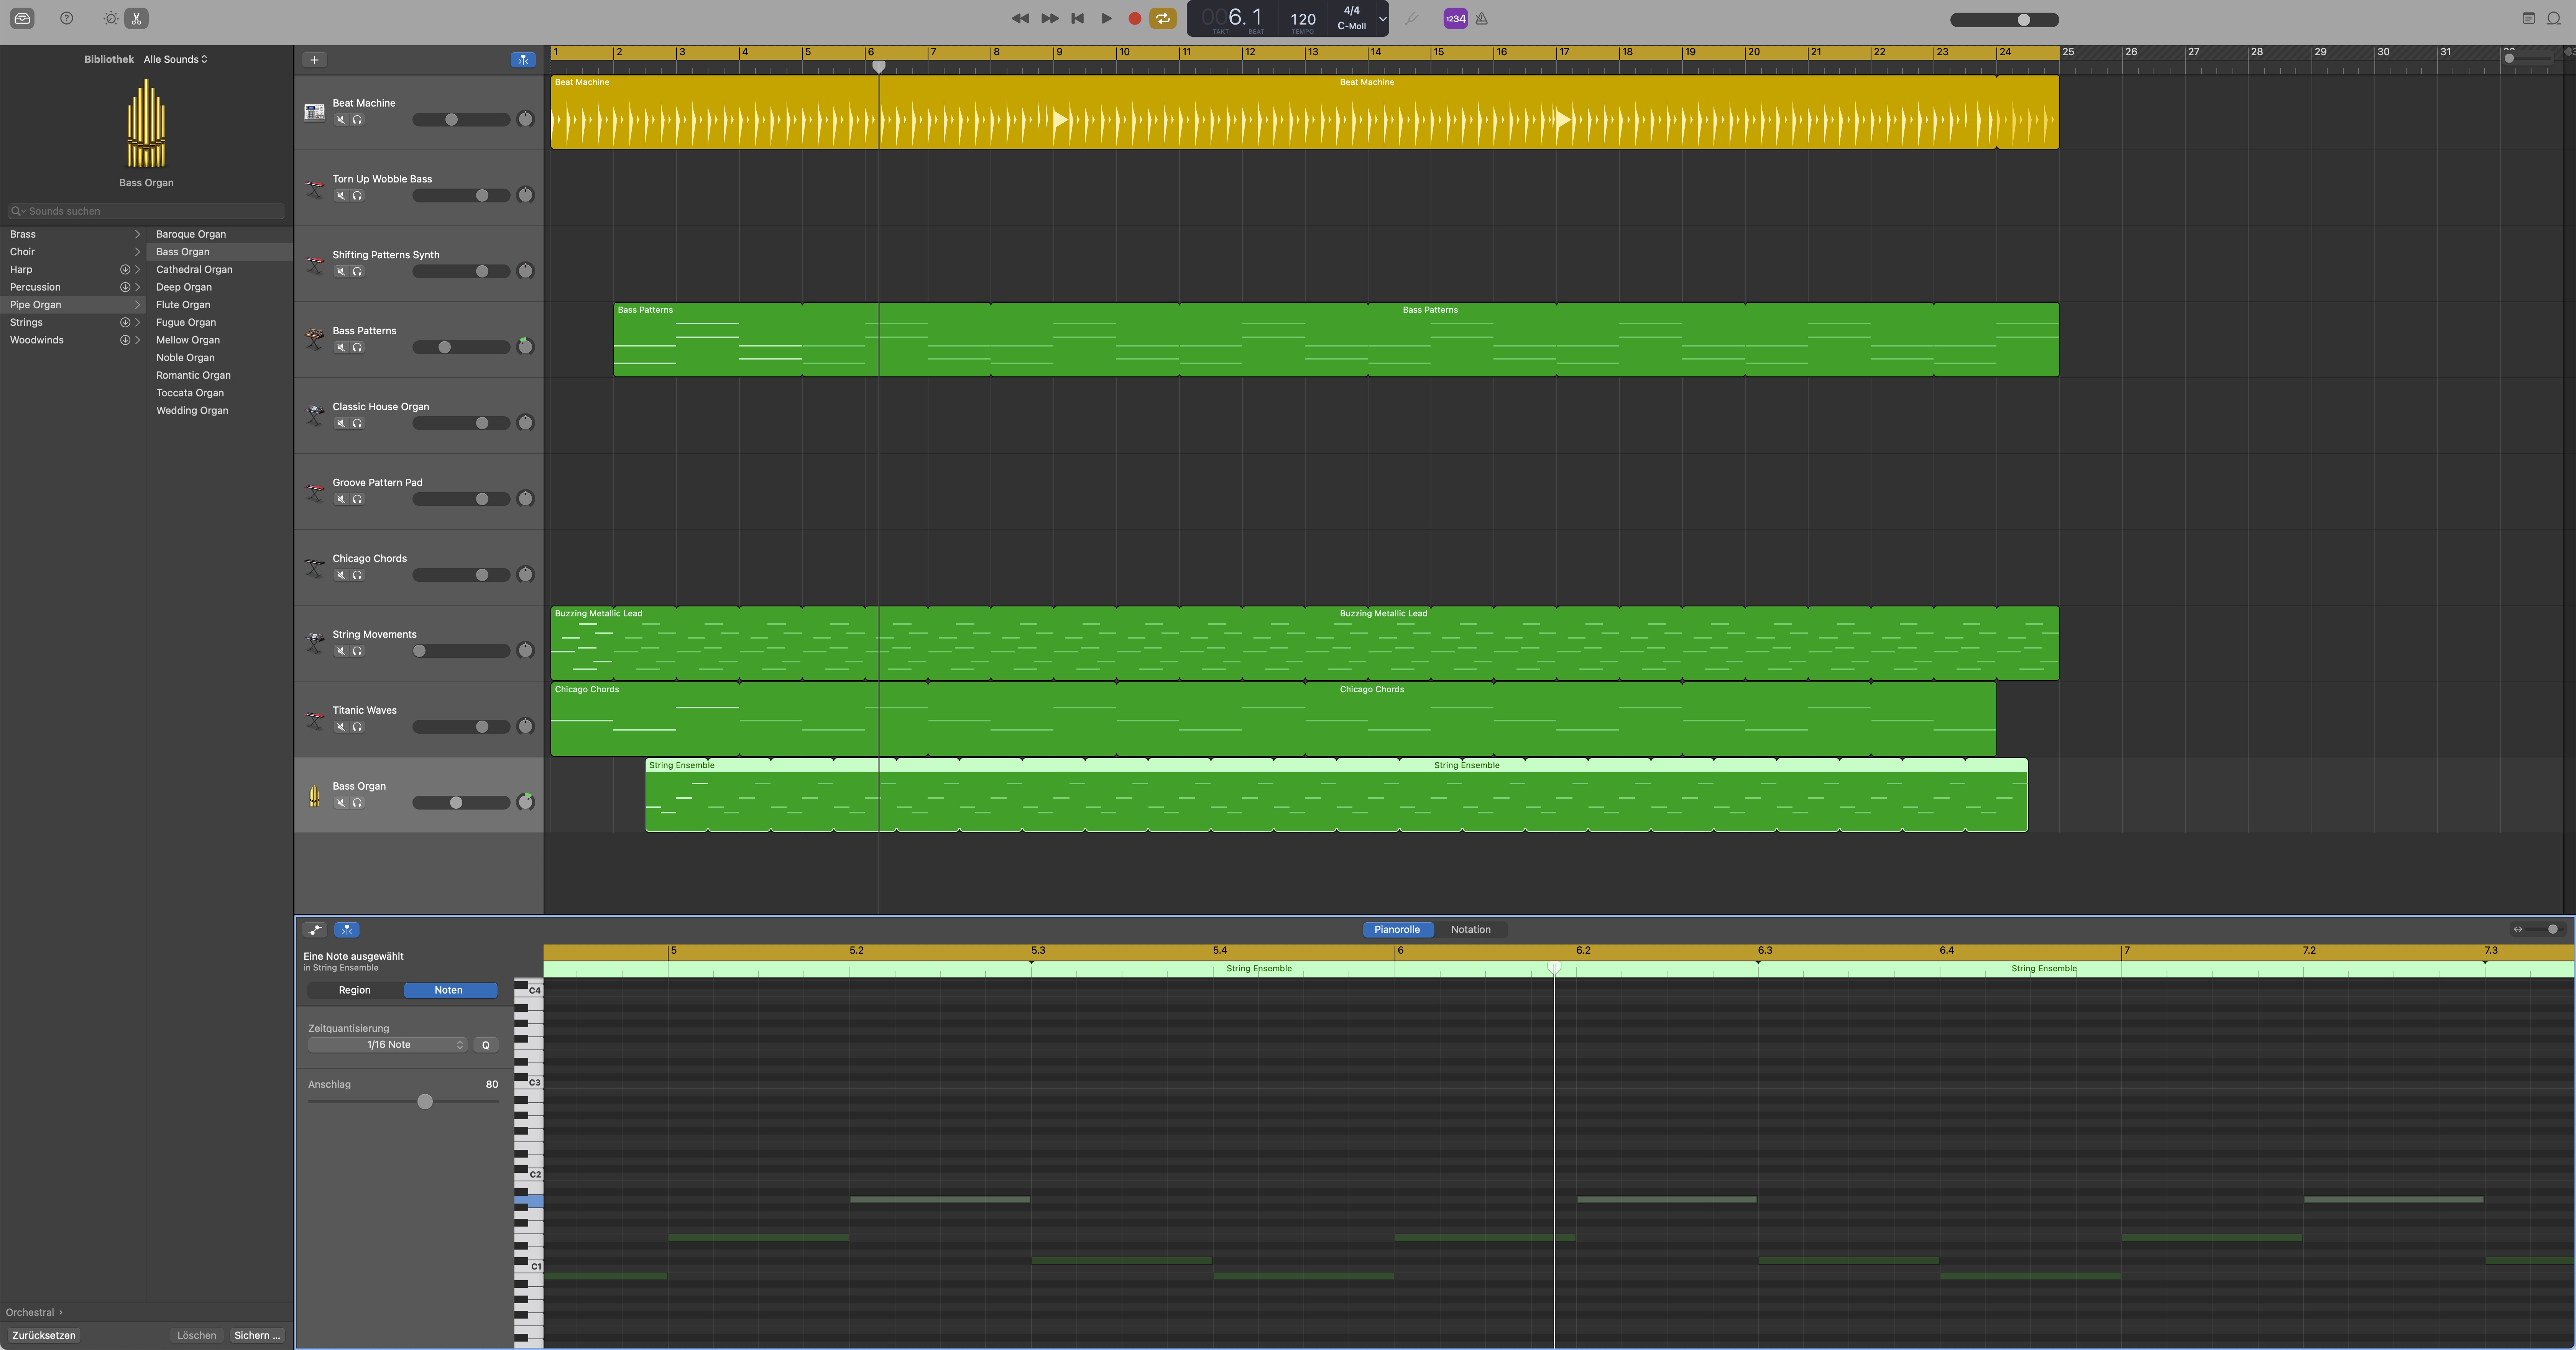 006. 1
TAKT BEAT
120
TEMPO
4/4
C-Moll
1234
Bibliothek Alle Sounds
Bass Organ
Sounds suchen
Brass
Choir
Harp
Percussion
Pipe Organ
Strings
Woodwinds
Baroque Organ
Bass Organ
Cathedral Organ
Deep Organ
Flute Organ
Fugue Organ
Mellow Organ
Noble Organ
Romantic Organ
Toccata Organ
Wedding Organ
Orchestral
Zurücksetzen Löschen Sichern ...
1 2 3 4 5 6 7 8 9 10 11 12 13 14 15 16 17 18 19 20 21 22 23 24 25 26 27 28 29 30 31
Beat Machine
Beat Machine Beat Machine
Torn Up Wobble Bass
Shifting Patterns Synth
Bass Patterns
Bass Patterns Bass Patterns
Classic House Organ
Groove Pattern Pad
Chicago Chords
String Movements
Buzzing Metallic Lead Buzzing Metallic Lead
Titanic Waves
Chicago Chords Chicago Chords
Bass Organ
String Ensemble String Ensemble
Pianorolle Notation
Eine Note ausgewählt
in String Ensemble
Region Noten
Zeitquantisierung
1/16 Note Q
Anschlag 80
5 5.2 5.3 5.4 6 6.2 6.3 6.4 7 7.2 7.3
String Ensemble String Ensemble
C4
C3
C2
C1